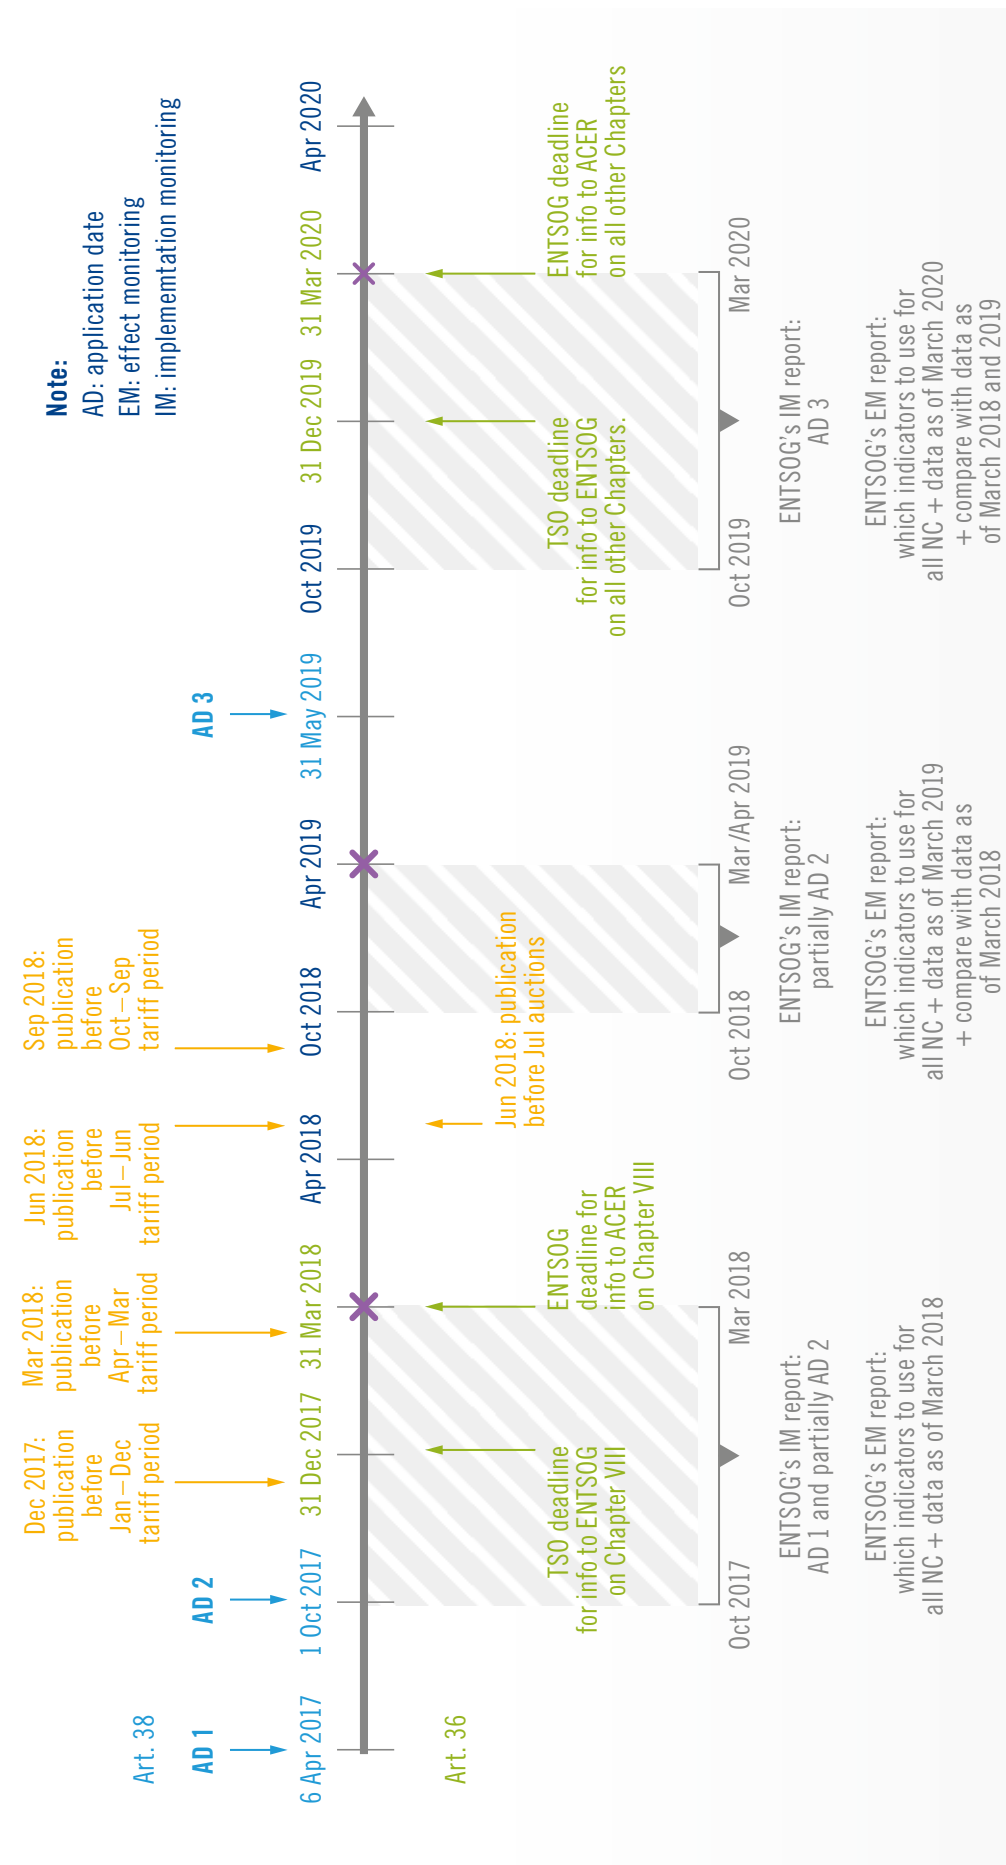 Note:
AD: application date
EM: effect monitoring
IM: implememtation monitoring
Sep 2018:
publication
before
Oct – Sep
tariff period
Jun 2018:
publication
before
Jul – Jun
tariff period
Mar 2018:
publication
before
Apr – Mar
tariff period
Dec 2017:
publication
before
Jan – Dec
tariff period
Art. 38
AD 1
AD 2
AD 3
6 Apr 2017
1 Oct 2017
31 Dec 2017
31 Mar 2018
Apr 2018
Oct 2018
Apr 2019
31 May 2019
Oct 2019
31 Dec 2019
31 Mar 2020
Apr 2020
Art. 36
TSO deadline
for info to ENTSOG
on Chapter VIII
ENTSOG
deadline for
info to ACER
on Chapter VIII
Jun 2018: publication
before Jul auctions
TSO deadline
for info to ENTSOG
on all other Chapters.
ENTSOG deadline
for info to ACER
on all other Chapters
Oct 2017
Mar 2018
Oct 2018
Mar /Apr 2019
Oct 2019
Mar 2020
ENTSOG’s IM report:
AD 1 and partially AD 2
ENTSOG’s EM report:
which indicators to use for
all NC + data as of March 2018
ENTSOG’s IM report:
partially AD 2
ENTSOG’s EM report:
which indicators to use for
all NC + data as of March 2019
+ compare with data as
of March 2018
ENTSOG’s IM report:
AD 3
ENTSOG’s EM report:
which indicators to use for
all NC + data as of March 2020
+ compare with data as
of March 2018 and 2019